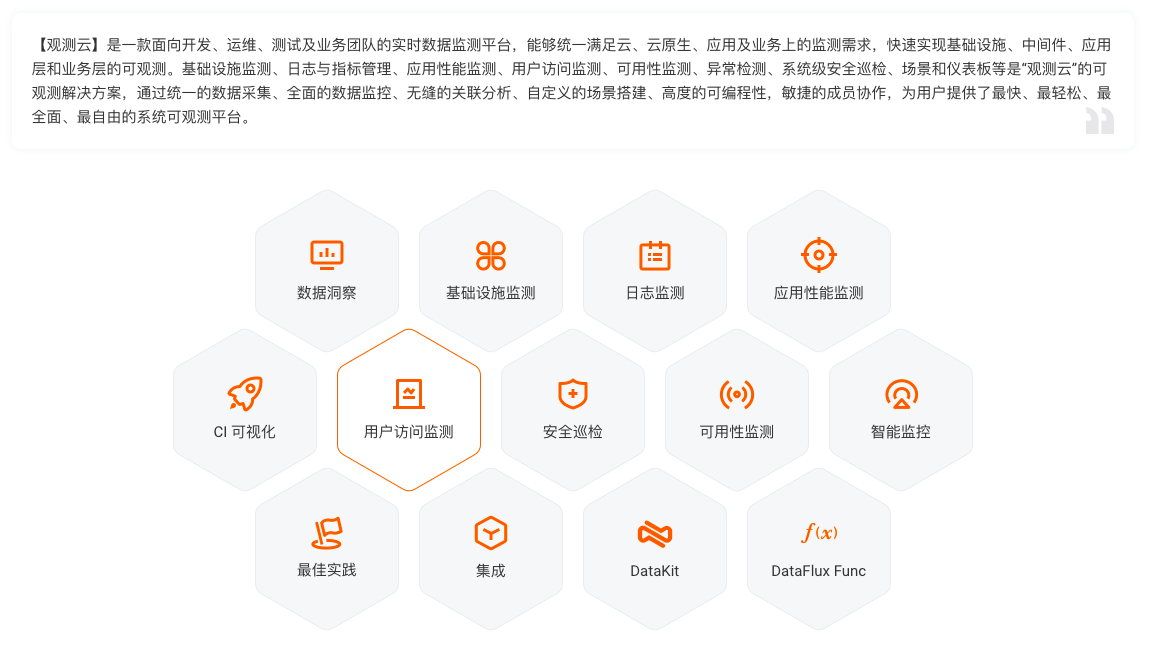 【观测云】是一款面向开发、运维、测试及业务团队的实时数据监测平台，能够统一满足云、云原生、应用及业务上的监测需求，快速实现基础设施、中间件、应用
层和业务层的可观测。基础设施监测、日志与指标管理、应用性能监测、用户访问监测、可用性监测、异常检测、系统级安全巡检、场景和仪表板等是“观测云”的可
观测解决方案，通过统一的数据采集、全面的数据监控、无缝的关联分析、自定义的场景搭建、高度的可编程性，敏捷的成员协作，为用户提供了最快、最轻松、最
全面、最自由的系统可观测平台。
数据洞察
基础设施监测
日志监测
应用性能监测
CI 可视化
用户访问监测
安全巡检
可用性监测
智能监控
f(x)
最佳实践
集成
DataKit
DataFlux Func